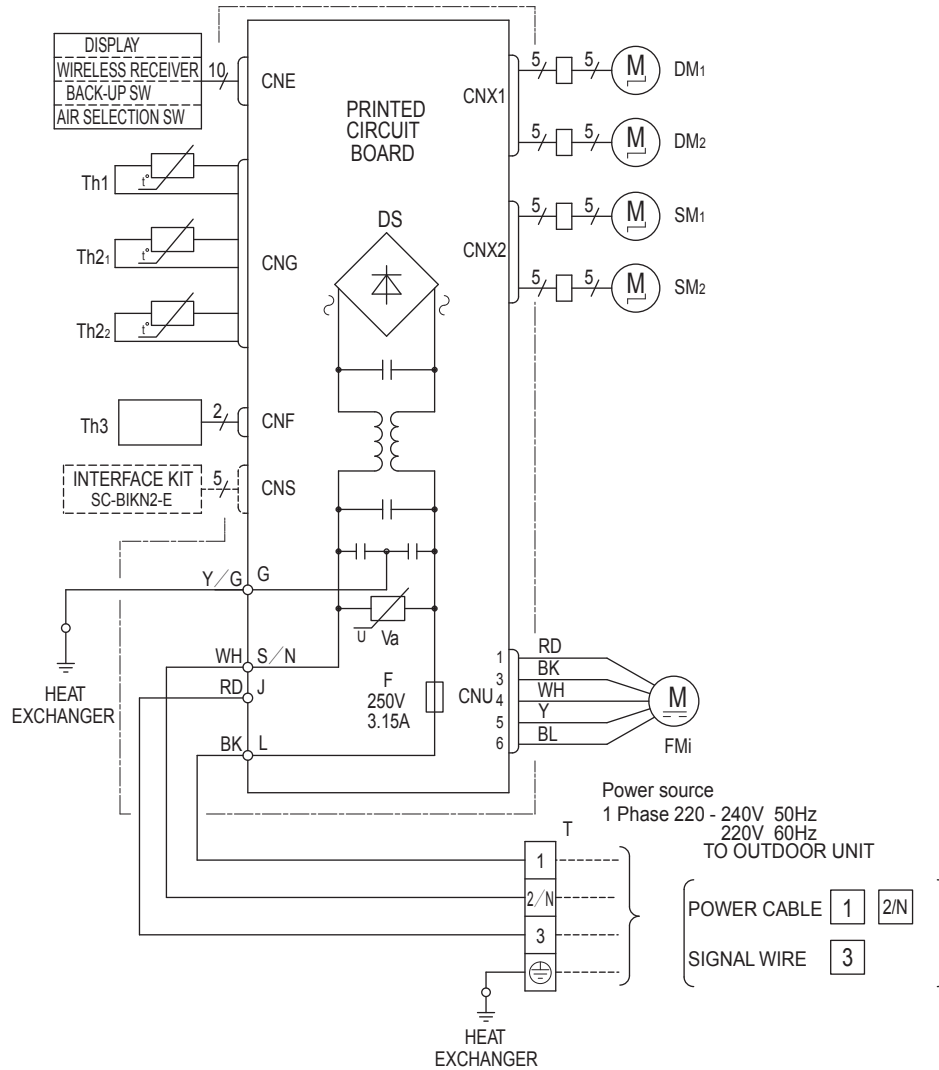 DISPLAY
WIRELESS RECEIVER
BACK-UP SW
AIR SELECTION SW
10
CNE
PRINTED
CIRCUIT
BOARD
CNX1
5
5
M
DM1
5
5
M
DM2
Th1
t°
Th21
t°
CNG
Th22
t°
DS
CNX2
5
5
M
SM1
5
5
M
SM2
Th3
2
CNF
INTERFACE KIT
SC-BIKN2-E
5
CNS
Y/G
G
U
Va
HEAT
EXCHANGER
WH
S/N
RD
J
F
250V
3.15A
BK
L
CNU
1
RD
3
BK
4
WH
5
Y
6
BL
M
FMi
Power source
1 Phase 220 - 240V 50Hz
220V 60Hz
TO OUTDOOR UNIT
T
1
2/N
3
POWER CABLE 1 2/N
SIGNAL WIRE 3
HEAT
EXCHANGER